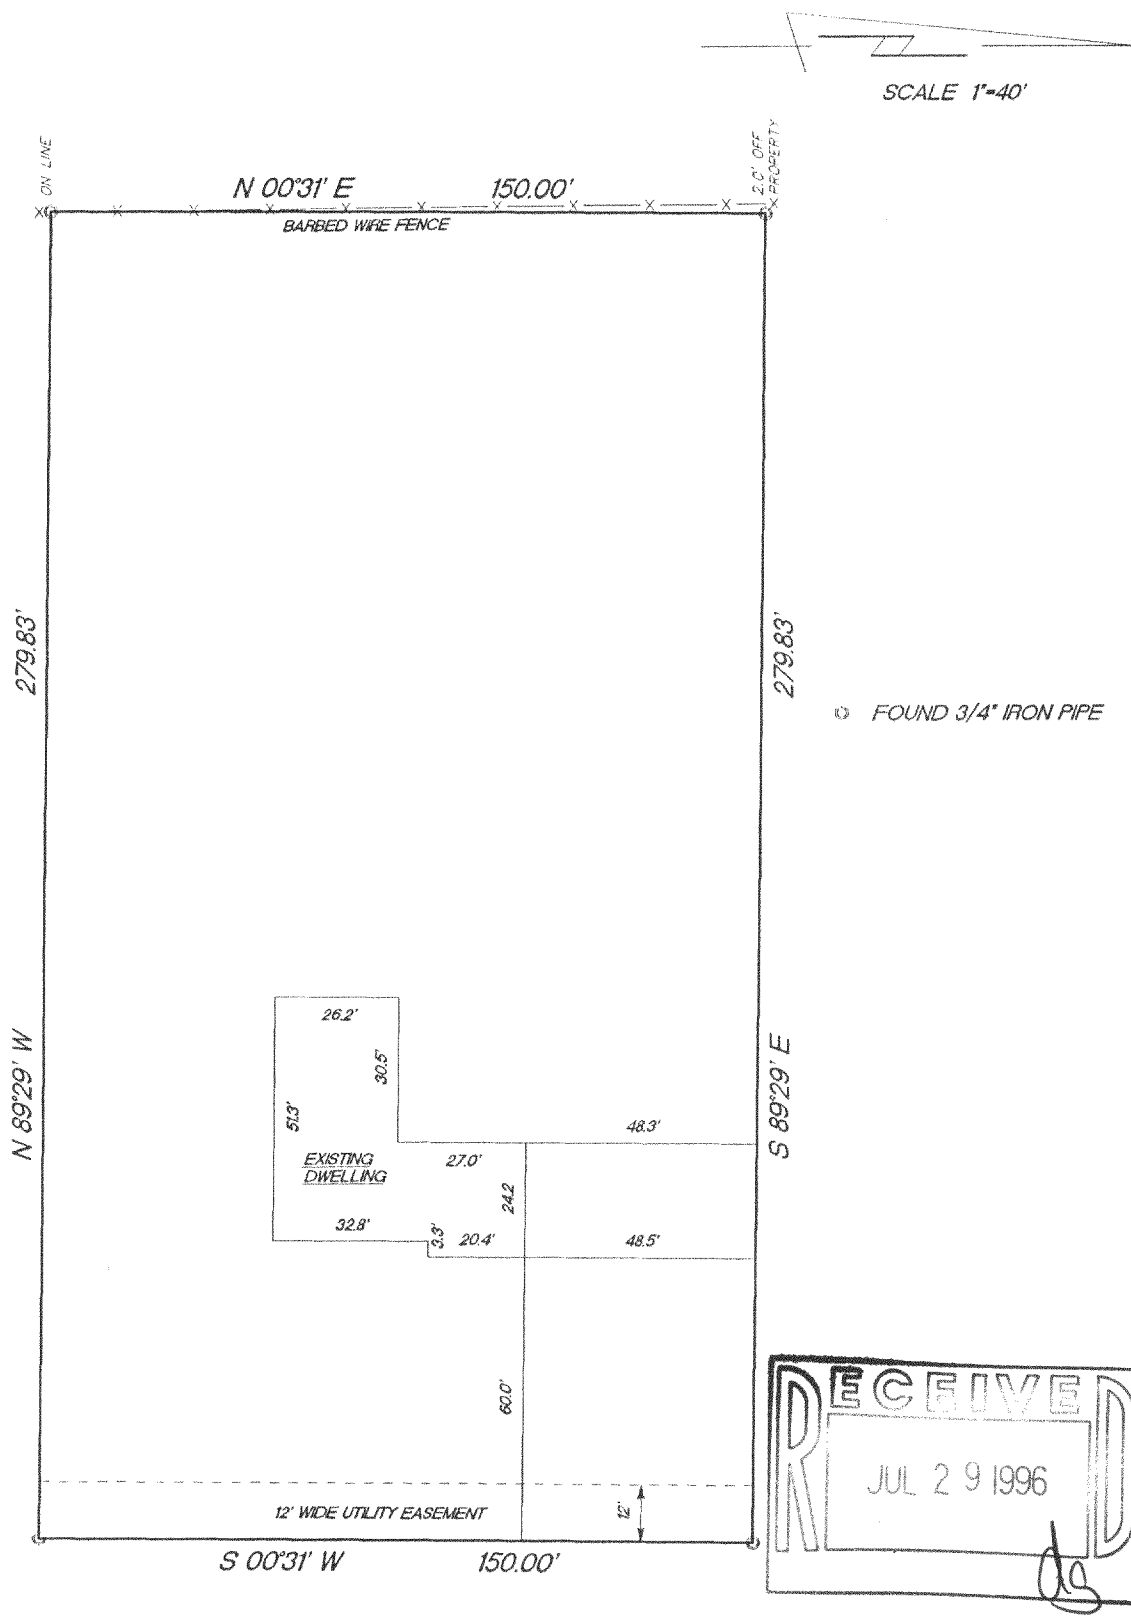 SCALE 1"=40'
ON LINE
2.0' OFF
PROPERTY
N 00°31' E 150.00'
BARBED WIRE FENCE
279.83'
279.83'
FOUND 3/4" IRON PIPE
N 89°29' W
S 89°29' E
26.2'
30.5'
51.3'
48.3'
27.0'
EXISTING
DWELLING
24.2
32.8'
3.3'
20.4'
48.5'
60.0'
12' WIDE UTILITY EASEMENT
12'
S 00°31' W 150.00'
RECEIVED
JUL 29 1996
ds